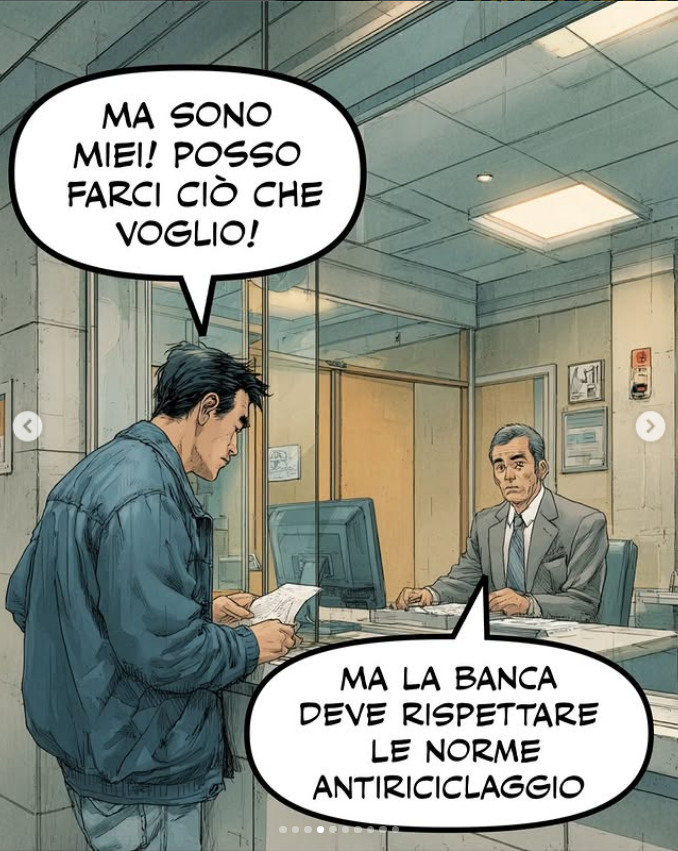 MA SONO
MIEI! POSSO
FARCI CIÒ CHE
VOGLIO!
MA LA BANCA
DEVE RISPETTARE
LE NORME
ANTIRICICLAGGIO